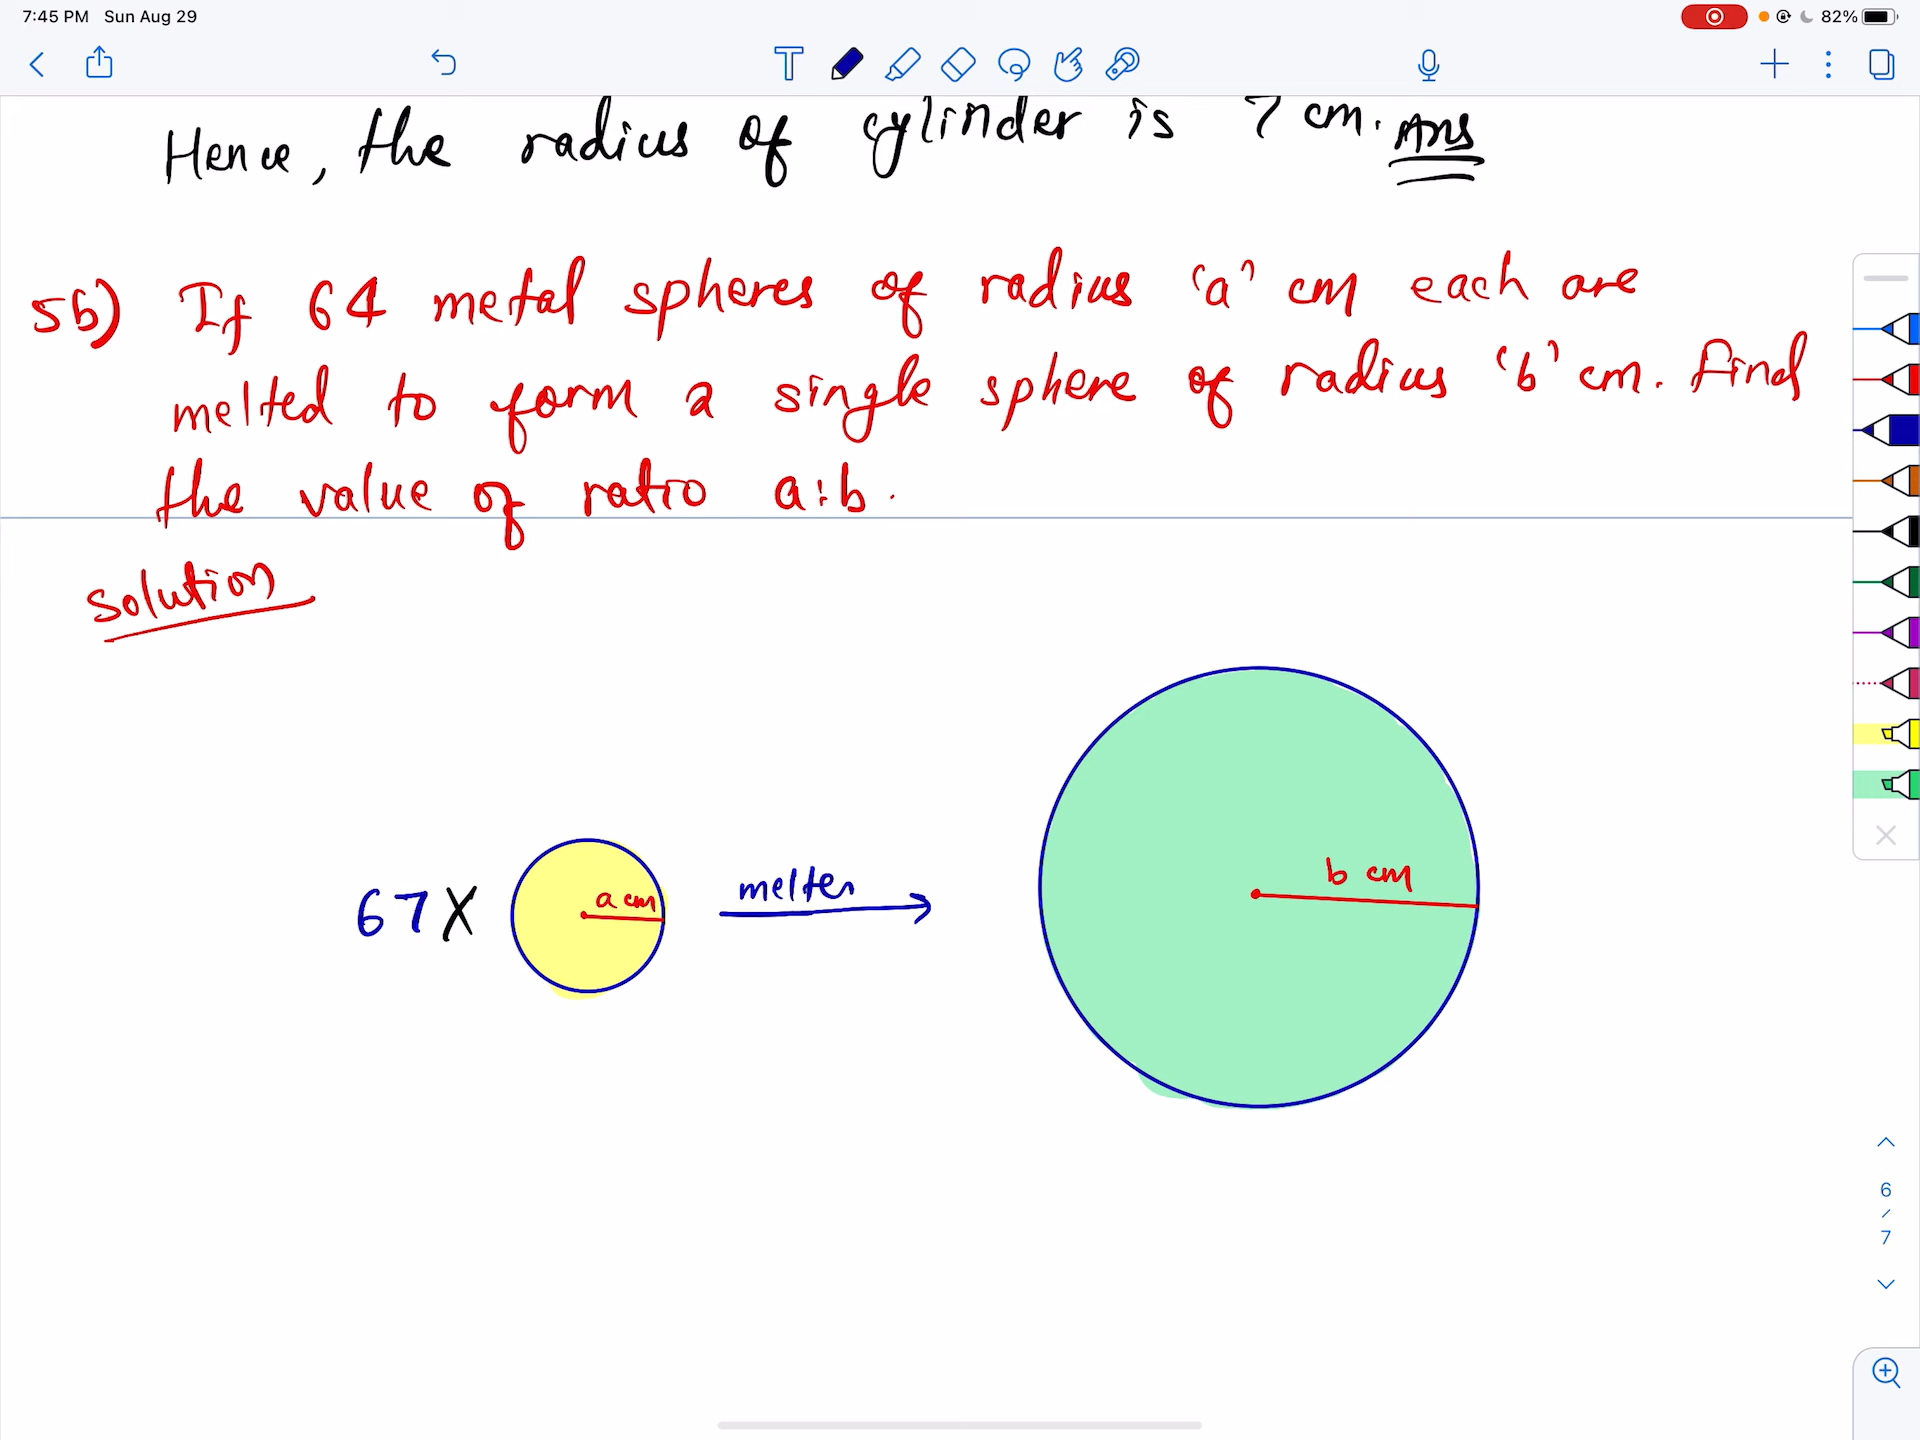 7:45 PM Sun Aug 29
82%
Hence, the radius of cylinder is 7 cm. Ans
5b) If 64 metal spheres of radius 'a' cm each are
melted to form a single sphere of radius 'b' cm. Find
the value of ratio a:b.
Solution
b cm
67 X
a cm
melter
6
/
7